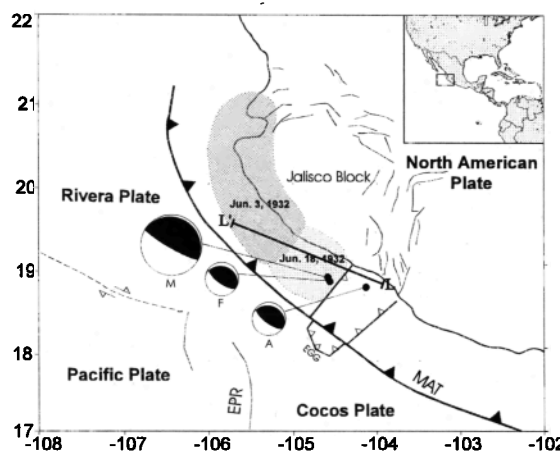 22
21
20
19
18
17
-108
-107
-106
-105
-104
-103
-102
North American
Plate
Jalisco Block
Rivera Plate
Jun. 3, 1932
L'
Jun. 18, 1932
L
M
F
A
EGG
Pacific Plate
EPR
MAT
Cocos Plate